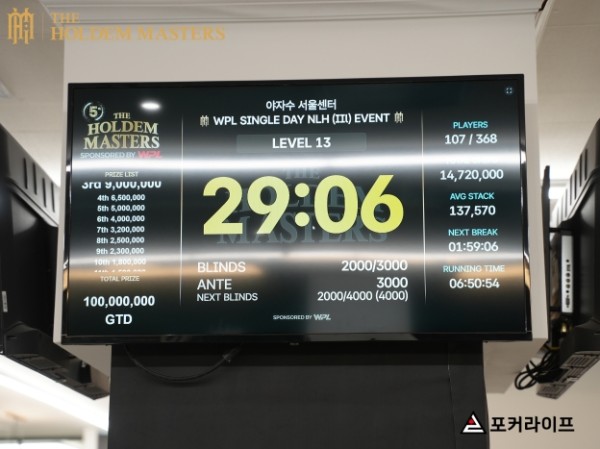 THE
HOLDEM MASTERS
5
THE
HOLDEM
MASTERS
SPONSORED BY WPL
야자수 서울센터
WPL SINGLE DAY NLH (III) EVENT
LEVEL 13
29:06
BLINDS 2000/3000
ANTE 3000
NEXT BLINDS 2000/4000 (4000)
SPONSORED BY WPL
PRIZE LIST
3rd 9,000,000
4th 6,500,000
5th 5,000,000
6th 4,000,000
7th 3,200,000
8th 2,500,000
9th 2,300,000
10th 1,800,000
TOTAL PRIZE
100,000,000
GTD
PLAYERS
107 / 368
14,720,000
AVG STACK
137,570
NEXT BREAK
01:59:06
RUNNING TIME
06:50:54
포커라이프